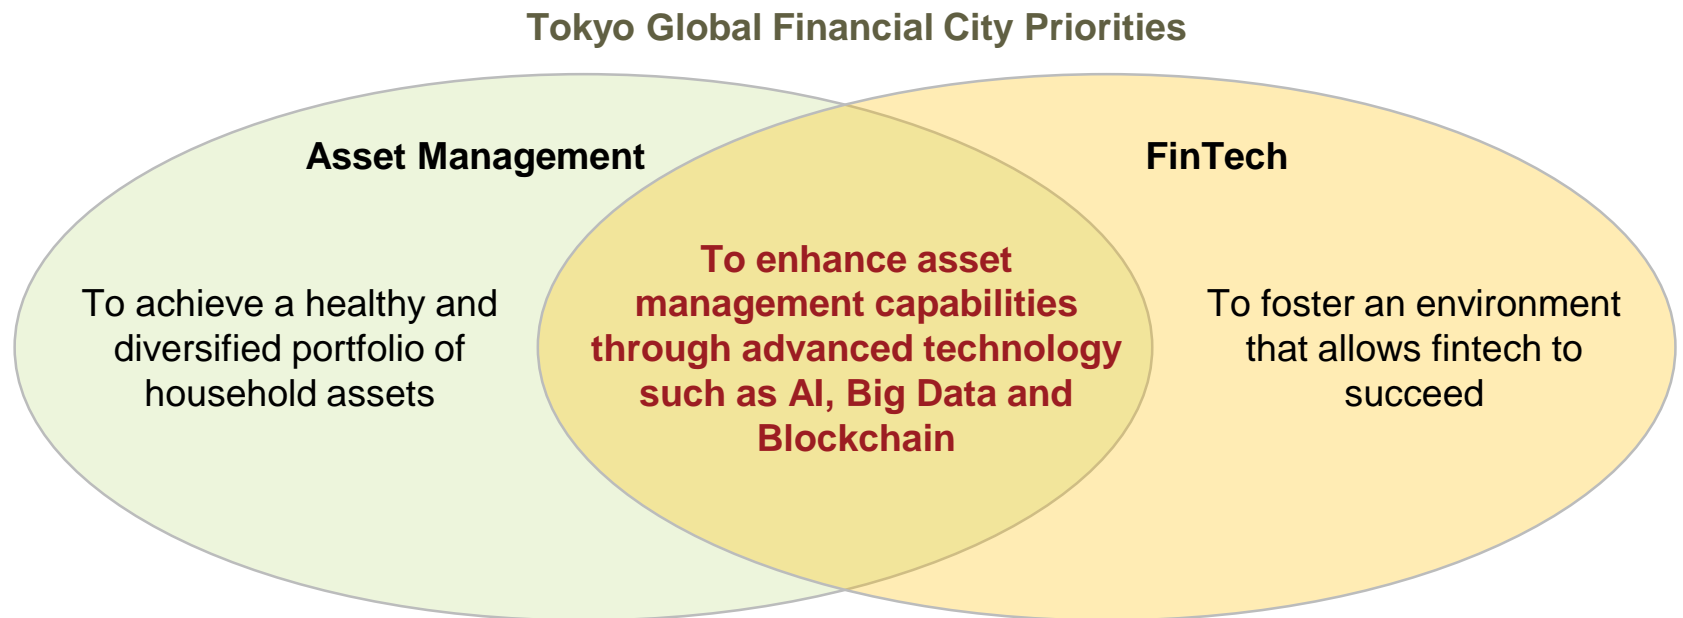 Tokyo Global Financial City Priorities
Asset Management
To achieve a healthy and
diversified portfolio of
household assets
To enhance asset
management capabilities
through advanced technology
such as AI, Big Data and
Blockchain
FinTech
To foster an environment
that allows fintech to
succeed